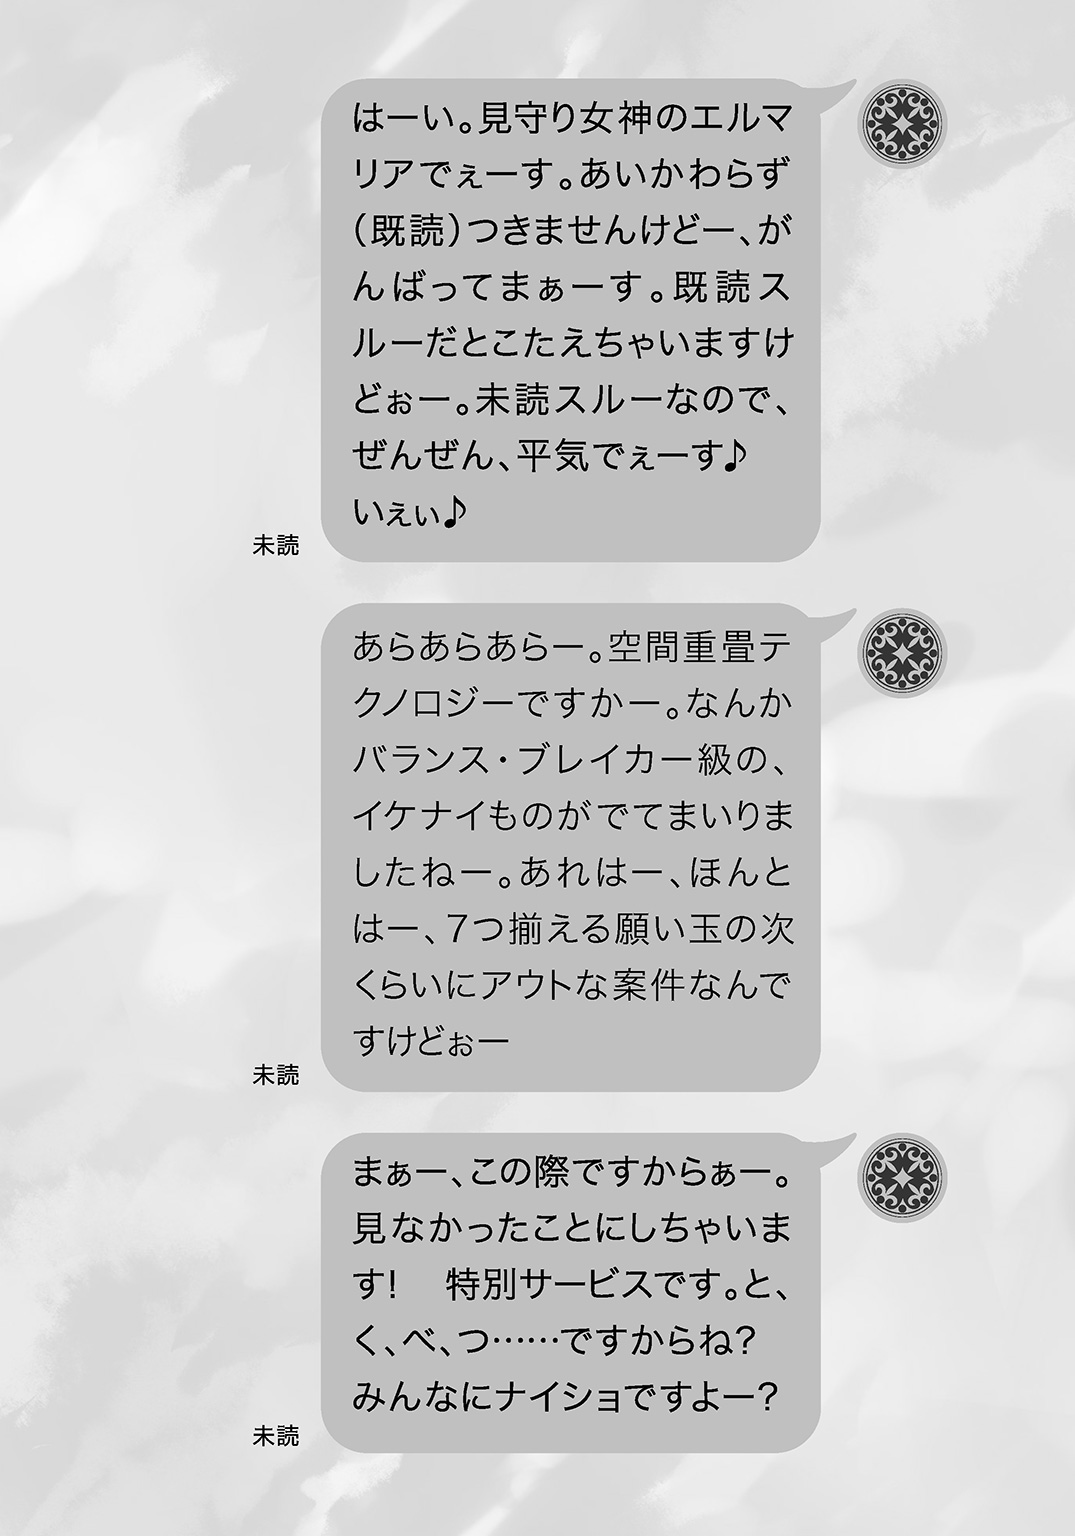 はーい。見守り女神のエルマ
リアでぇーす。あいかわらず
（既読）つきませんけどー、が
んばってまぁーす。既読ス
ルーだとこたえちゃいますけ
どぉー。未読スルーなので、
ぜんぜん、平気でぇーす♪
いぇぃ♪
未読
あらあらあらー。空間重畳テ
クノロジーですかー。なんか
バランス・ブレイカー級の、
イケナイものがでてまいりま
したねー。あれはー、ほんと
はー、７つ揃える願い玉の次
くらいにアウトな案件なんで
すけどぉー
未読
まぁー、この際ですからぁー。
見なかったことにしちゃいま
す！　特別サービスです。と、
く、べ、つ……ですからね？
みんなにナイショですよー？
未読